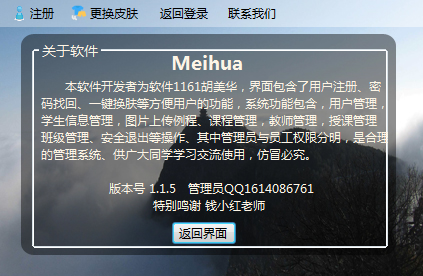 注册 更换皮肤 返回登录 联系我们
关于软件
Meihua
本软件开发者为软件1161胡美华，界面包含了用户注册、密
码找回、一键换肤等方便用户的功能，系统功能包含，用户管理，
学生信息管理，图片上传例程、课程管理，教师管理，授课管理
班级管理、安全退出等操作、其中管理员与员工权限分明，是合理
的管理系统、供广大同学学习交流使用，仿冒必究。
版本号 1.1.5 管理员QQ1614086761
特别鸣谢 钱小红老师
返回界面